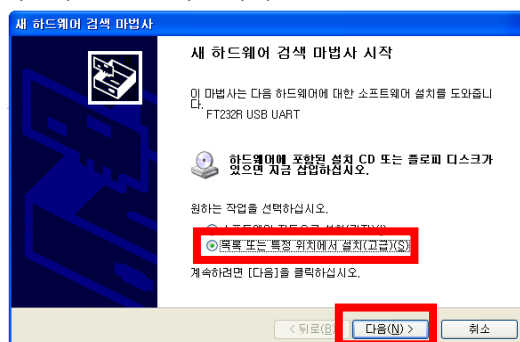 새 하드웨어 검색 마법사
새 하드웨어 검색 마법사 시작
이 마법사는 다음 하드웨어에 대한 소프트웨어 설치를 도와줍니
다.
FT232R USB UART
하드웨어에 포함된 설치 CD 또는 플로피 디스크가
있으면 지금 삽입하십시오.
원하는 작업을 선택하십시오.
목록 또는 특정 위치에서 설치(고급)(S)
계속하려면 [다음]을 클릭하십시오.
< 뒤로(B)
다음(N) >
취소